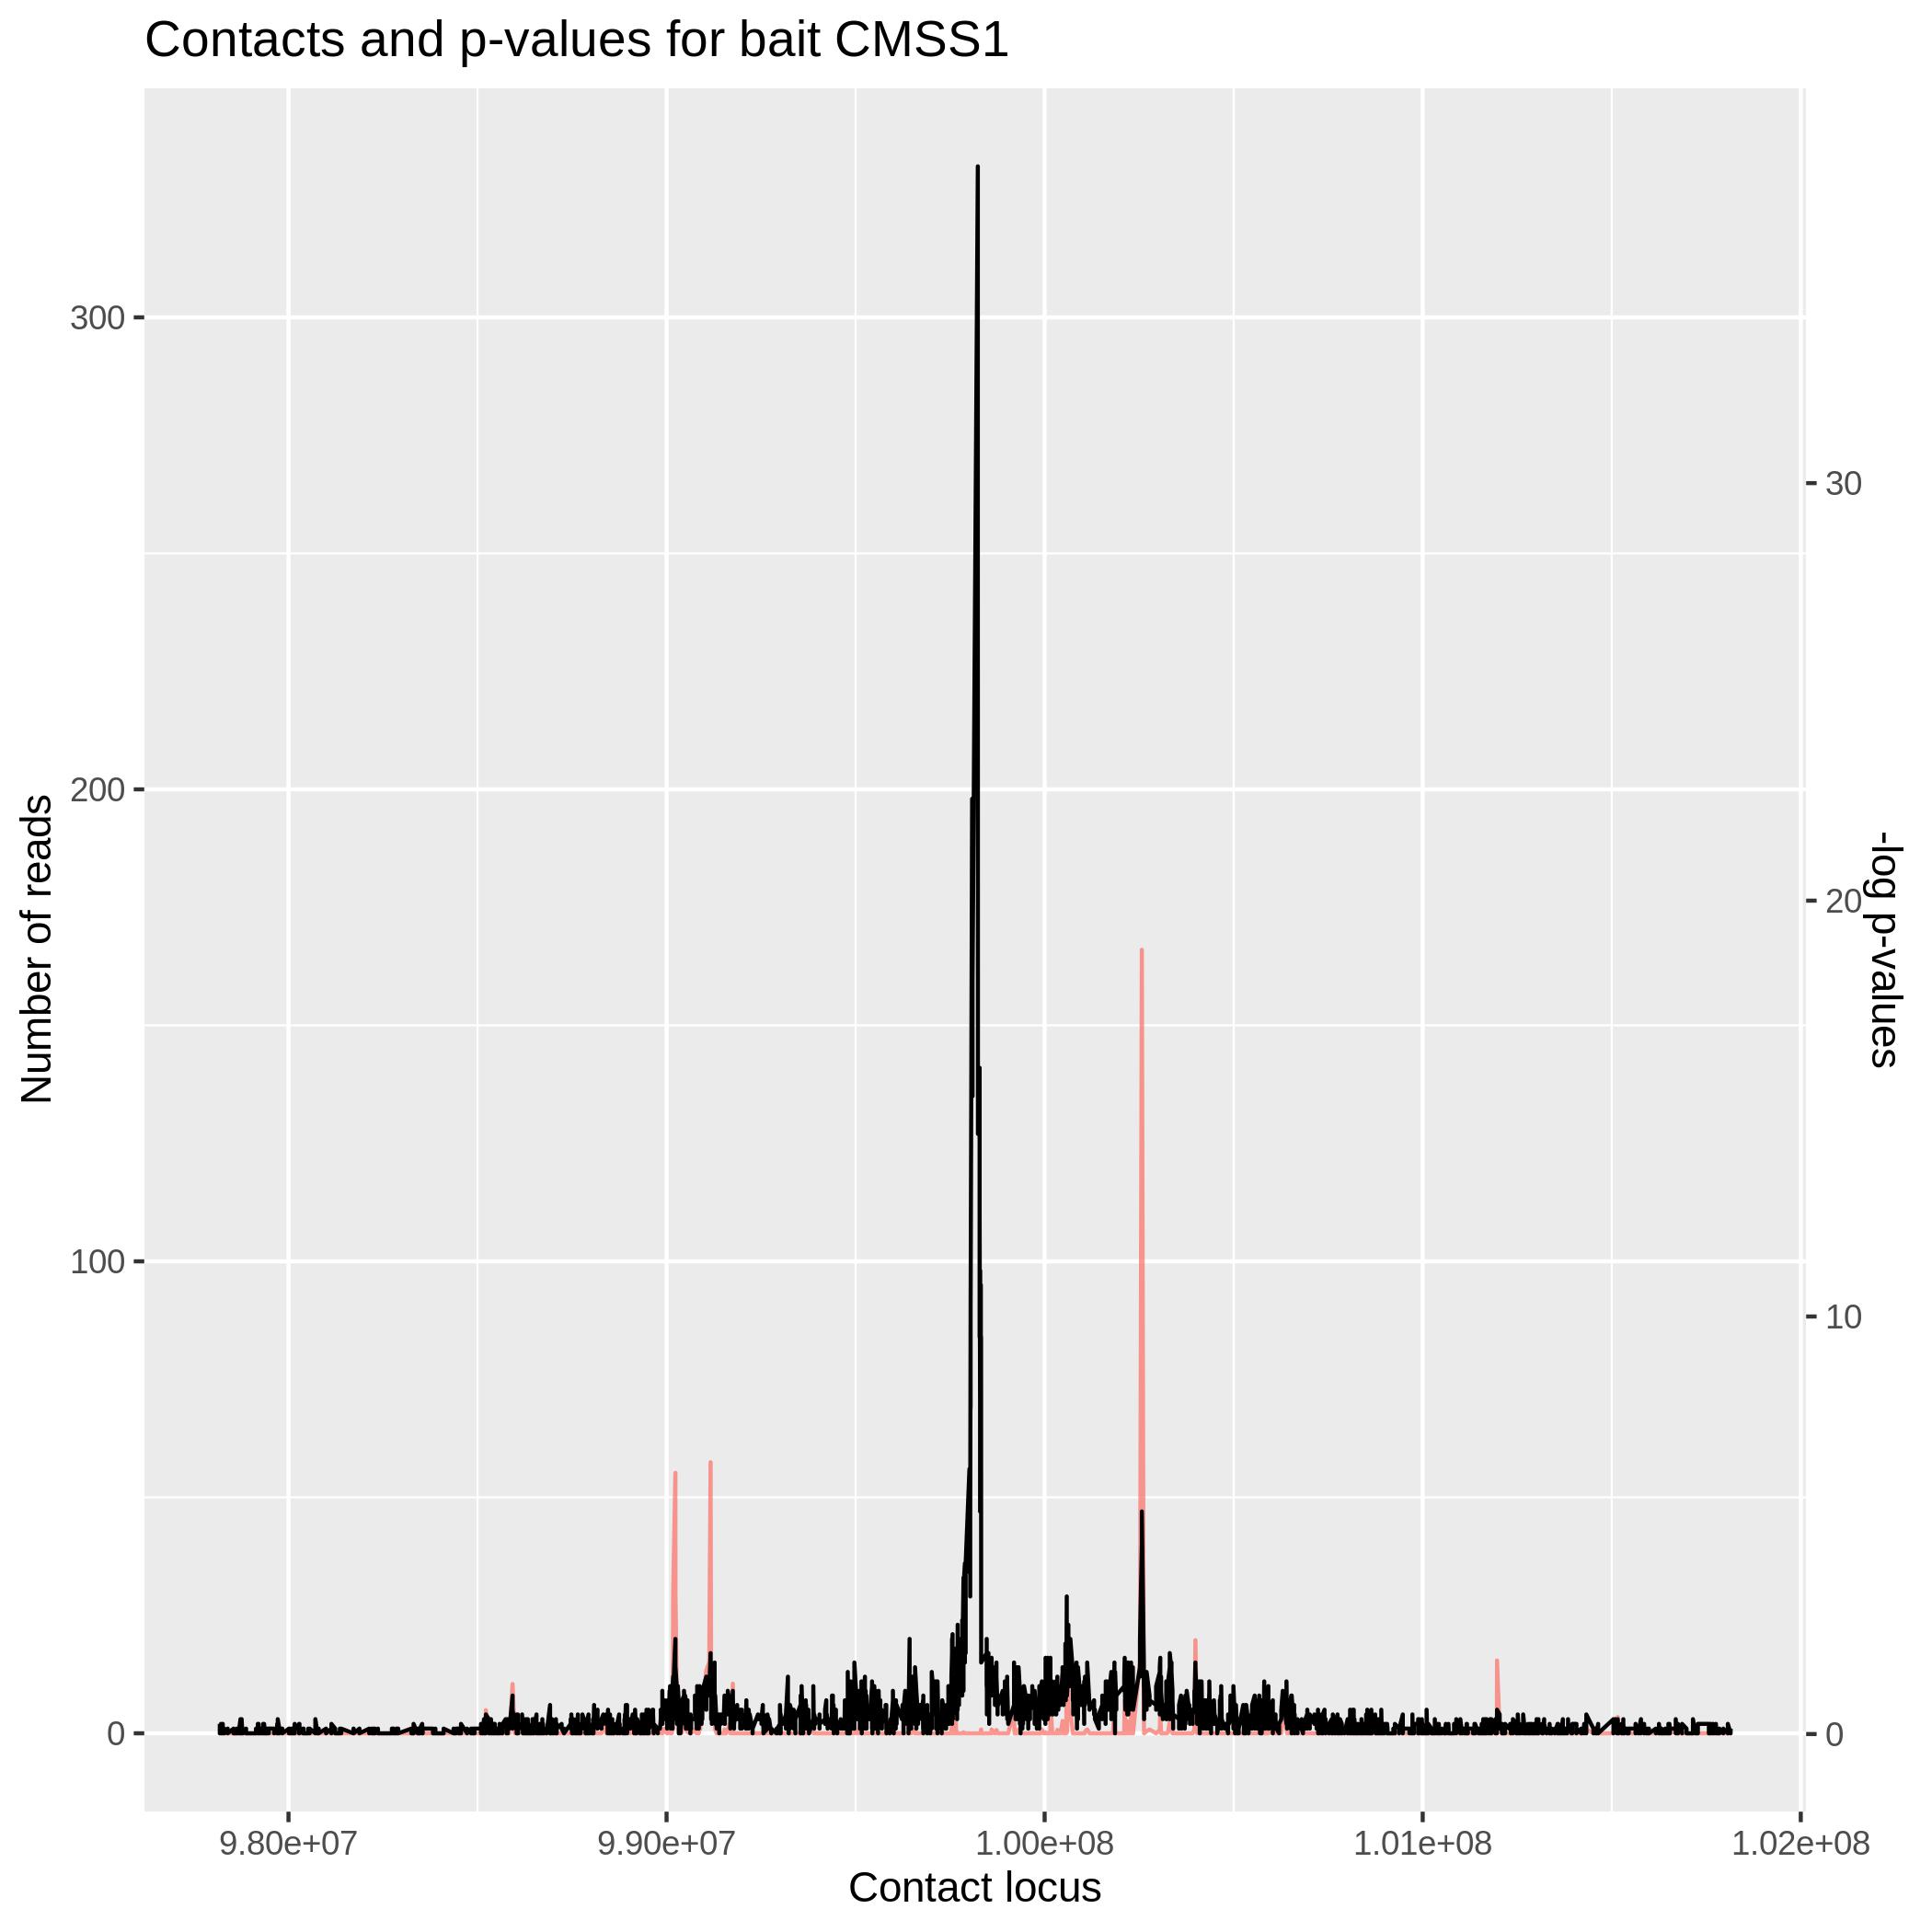 Contacts and p-values for bait CMSS1
Number of reads
300
200
100
0
30
20
10
0
-log p-values
9.80e+07
9.90e+07
1.00e+08
1.01e+08
1.02e+08
Contact locus